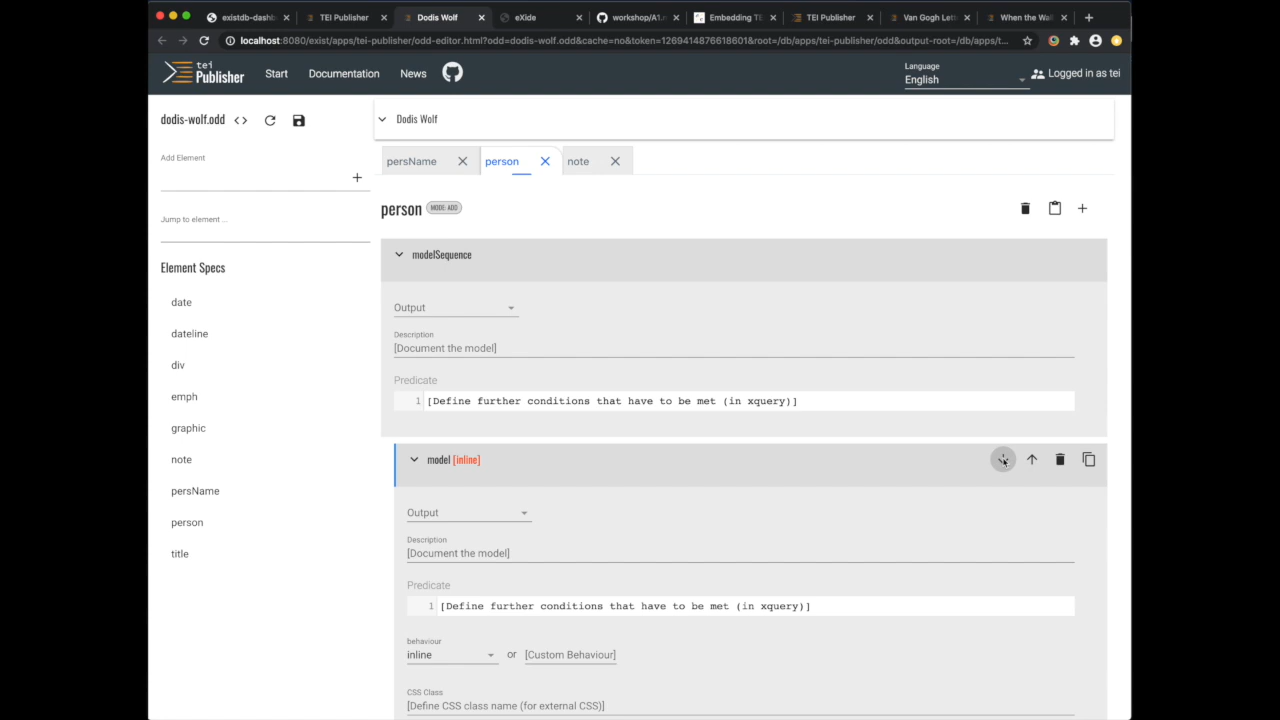 existdb-dashb
TEI Publisher
Dodis Wolf
eXide
workshop/A1.n
Embedding TE
TEI Publisher
Van Gogh Lett
When the Wal
localhost:8080/exist/apps/tei-publisher/odd-editor.html?odd=dodis-wolf.odd&cache=no&token=1269414876618601&root=/db/apps/tei-publisher/odd&output-root=/db/apps/t...
tei
Publisher
Start
Documentation
News
Language
English
Logged in as tei
dodis-wolf.odd
Dodis Wolf
Add Element
persName
person
note
Jump to element ...
person
MODE: ADD
Element Specs
date
dateline
div
emph
graphic
note
persName
person
title
modelSequence
Output
Description
[Document the model]
Predicate
1 [Define further conditions that have to be met (in xquery)]
model [inline]
Output
Description
[Document the model]
Predicate
1 [Define further conditions that have to be met (in xquery)]
behaviour
inline
or
[Custom Behaviour]
CSS Class
[Define CSS class name (for external CSS)]